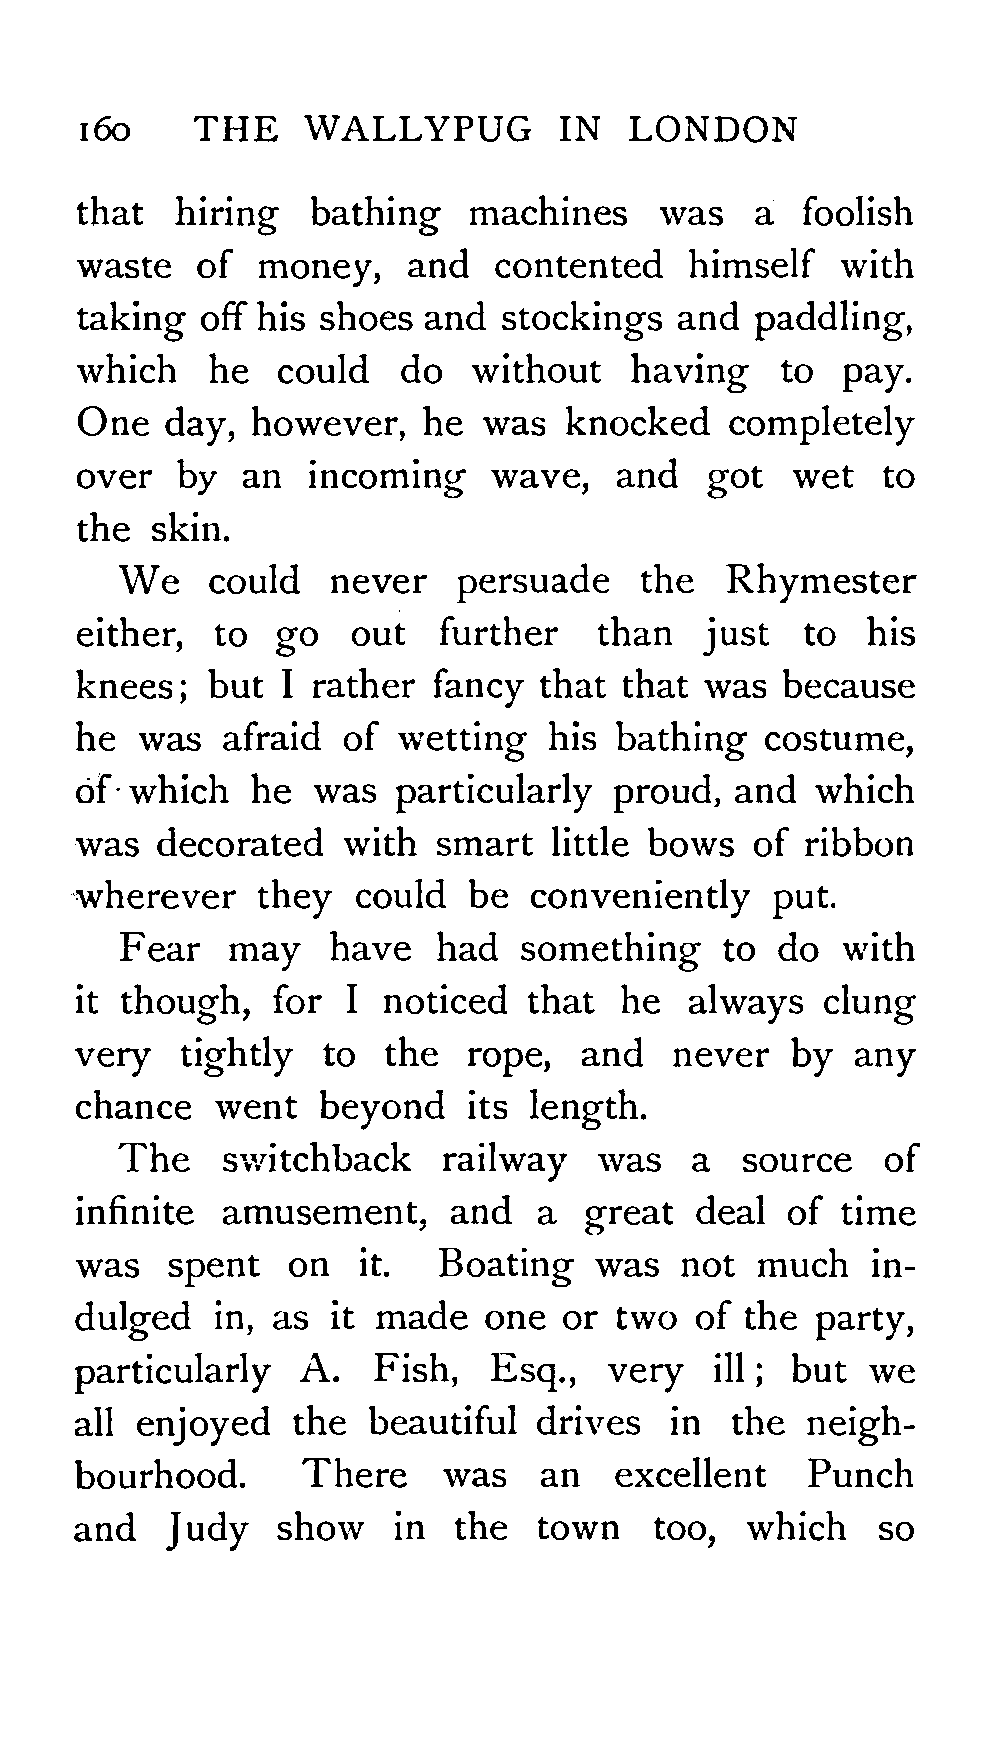 160 THE WALLYPUG IN LONDON
that hiring bathing machines was a foolish
waste of money, and contented himself with
taking off his shoes and stockings and paddling,
which he could do without having to pay.
One day, however, he was knocked completely
over by an incoming wave, and got wet to
the skin.
We could never persuade the Rhymester
either, to go out further than just to his
knees; but I rather fancy that that was because
he was afraid of wetting his bathing costume,
of which he was particularly proud, and which
was decorated with smart little bows of ribbon
wherever they could be conveniently put.
Fear may have had something to do with
it though, for I noticed that he always clung
very tightly to the rope, and never by any
chance went beyond its length.
The switchback railway was a source of
infinite amusement, and a great deal of time
was spent on it. Boating was not much in-
dulged in, as it made one or two of the party,
particularly A. Fish, Esq., very ill; but we
all enjoyed the beautiful drives in the neigh-
bourhood. There was an excellent Punch
and Judy show in the town too, which so